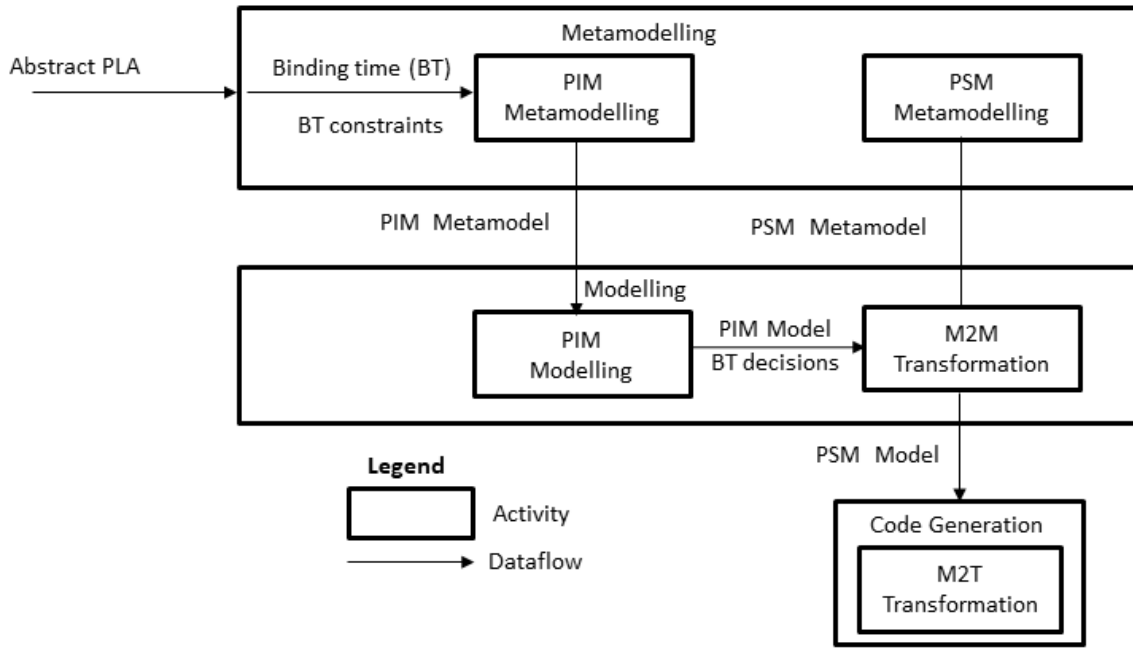 Metamodelling
Abstract PLA
Binding time (BT)
BT constraints
PIM
Metamodelling
PSM
Metamodelling
PIM Metamodel
PSM Metamodel
Modelling
PIM
Modelling
PIM Model
BT decisions
M2M
Transformation
PSM Model
Legend
Activity
Dataflow
Code Generation
M2T
Transformation